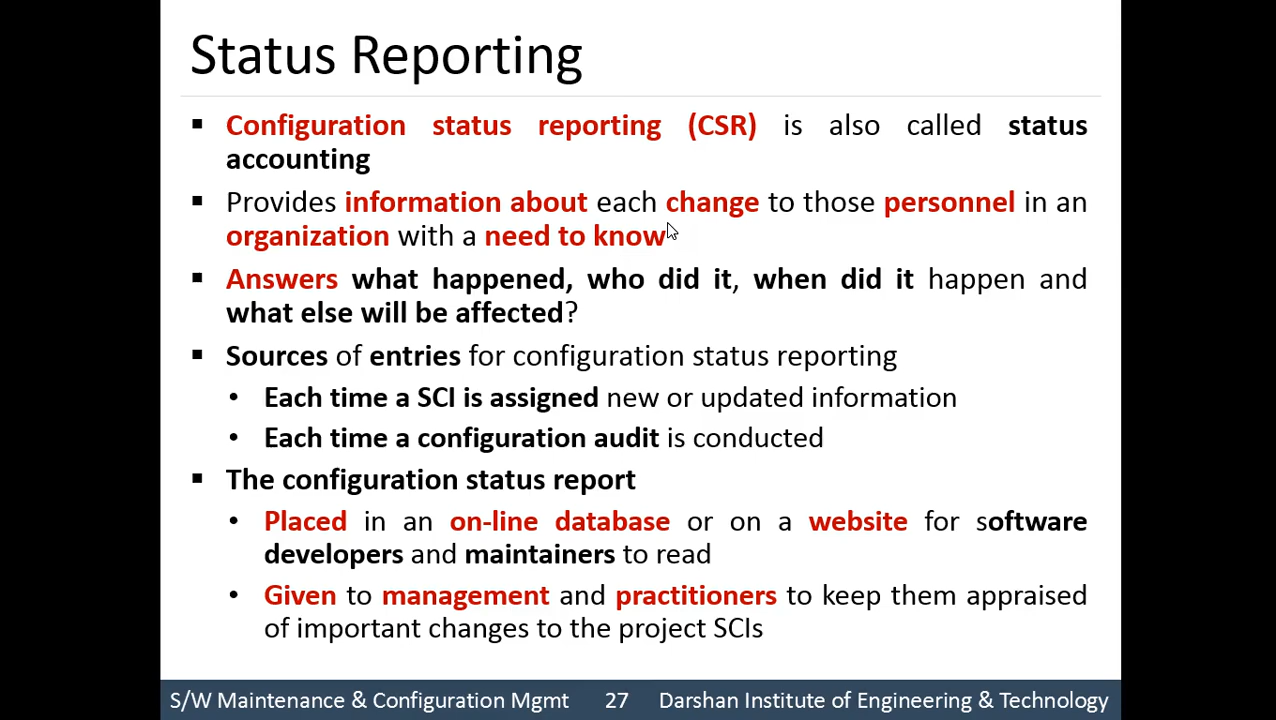 Status Reporting
▪ Configuration status reporting (CSR) is also called status
accounting
▪ Provides information about each change to those personnel in an
organization with a need to know
▪ Answers what happened, who did it, when did it happen and
what else will be affected?
▪ Sources of entries for configuration status reporting
• Each time a SCI is assigned new or updated information
• Each time a configuration audit is conducted
▪ The configuration status report
• Placed in an on-line database or on a website for software
developers and maintainers to read
• Given to management and practitioners to keep them appraised
of important changes to the project SCIs
S/W Maintenance & Configuration Mgmt 27 Darshan Institute of Engineering & Technology